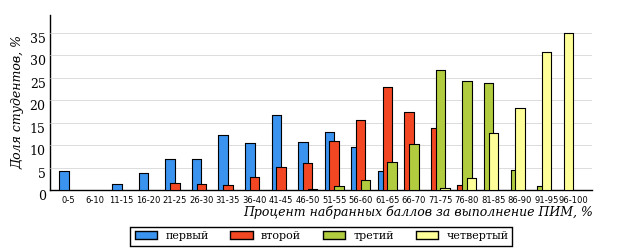 Доля студентов, %
35
30
25
20
15
10
5
0
0-5 6-10 11-15 16-20 21-25 26-30 31-35 36-40 41-45 46-50 51-55 56-60 61-65 66-70 71-75 76-80 81-85 86-90 91-95 96-100
Процент набранных баллов за выполнение ПИМ, %
первый второй третий четвертый